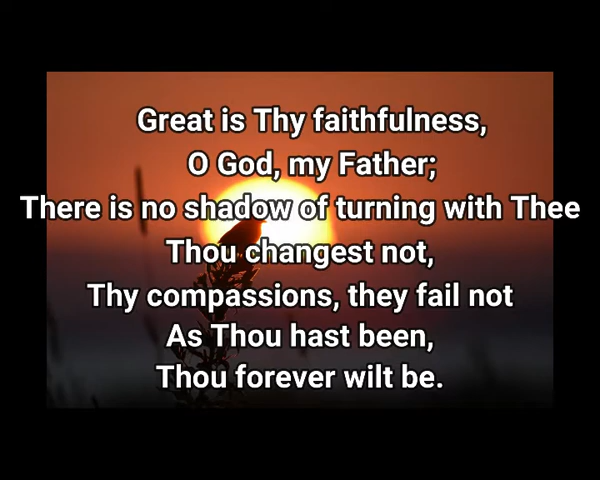 Great is Thy faithfulness,
O God, my Father;
There is no shadow of turning with Thee
Thou changest not,
Thy compassions, they fail not
As Thou hast been,
Thou forever wilt be.